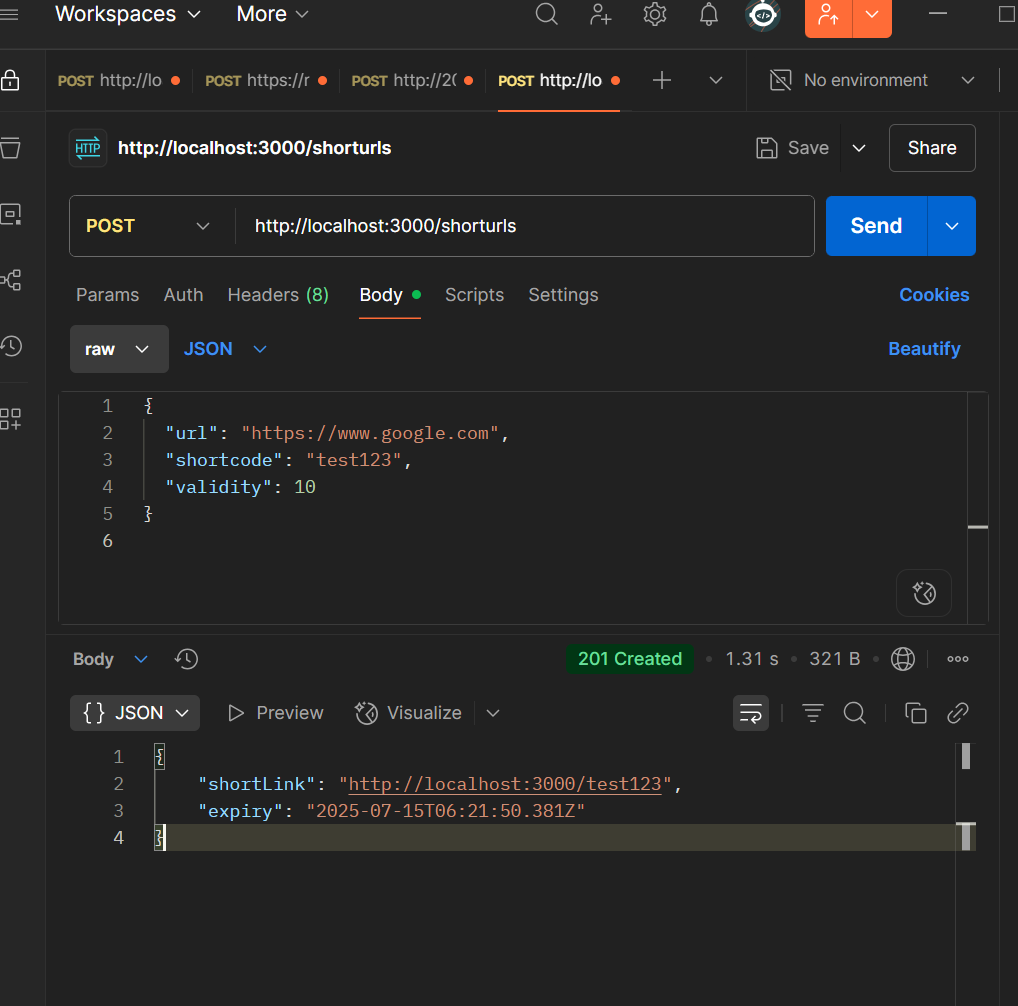 Workspaces More
POST http://lo POST https://r POST http://20 POST http://lo No environment
HTTP http://localhost:3000/shorturls Save Share
POST http://localhost:3000/shorturls Send
Params Auth Headers (8) Body Scripts Settings Cookies
raw JSON Beautify
1 {
2 "url": "https://www.google.com",
3 "shortcode": "test123",
4 "validity": 10
5 }
6
Body 201 Created 1.31 s 321 B
{} JSON Preview Visualize
1 {
2 "shortLink": "http://localhost:3000/test123",
3 "expiry": "2025-07-15T06:21:50.381Z"
4 }